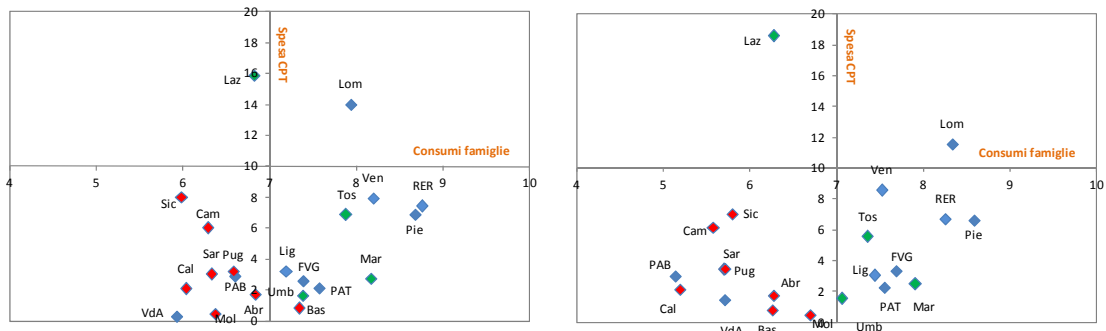 20
18
16
14
12
10
8
6
4
2
0
4
5
6
7
8
9
10
Spesa CPT
Consumi famiglie
Laz
Lom
Ven
RER
Tos
Pie
Sic
Cam
Sar
Pug
Cal
PAB
Lig
FVG
Mar
Umb
PAT
Abr
Bas
VdA
Mol
20
18
16
14
12
10
8
6
4
2
0
4
5
6
7
8
9
10
Spesa CPT
Consumi famiglie
Laz
Lom
Ven
RER
Tos
Pie
Sic
Cam
Sar
Pug
PAB
Cal
Abr
Lig
FVG
PAT
Mar
VdA
Bas
Mol
Umb